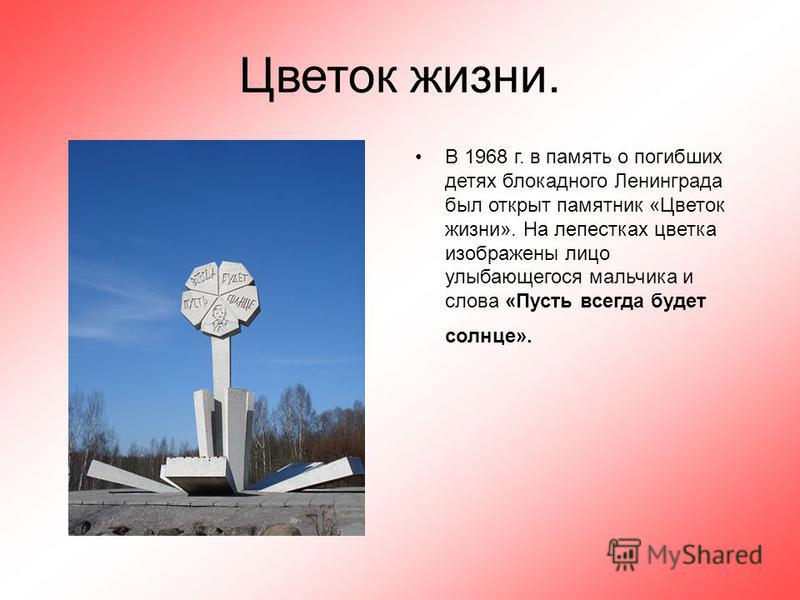 Цветок жизни.
• В 1968 г. в память о погибших
детях блокадного Ленинграда
был открыт памятник «Цветок
жизни». На лепестках цветка
изображены лицо
улыбающегося мальчика и
слова «Пусть всегда будет
солнце».
ПУСТЬ
ВСЕГДА
БУДЕТ
СОЛНЦЕ
MyShared